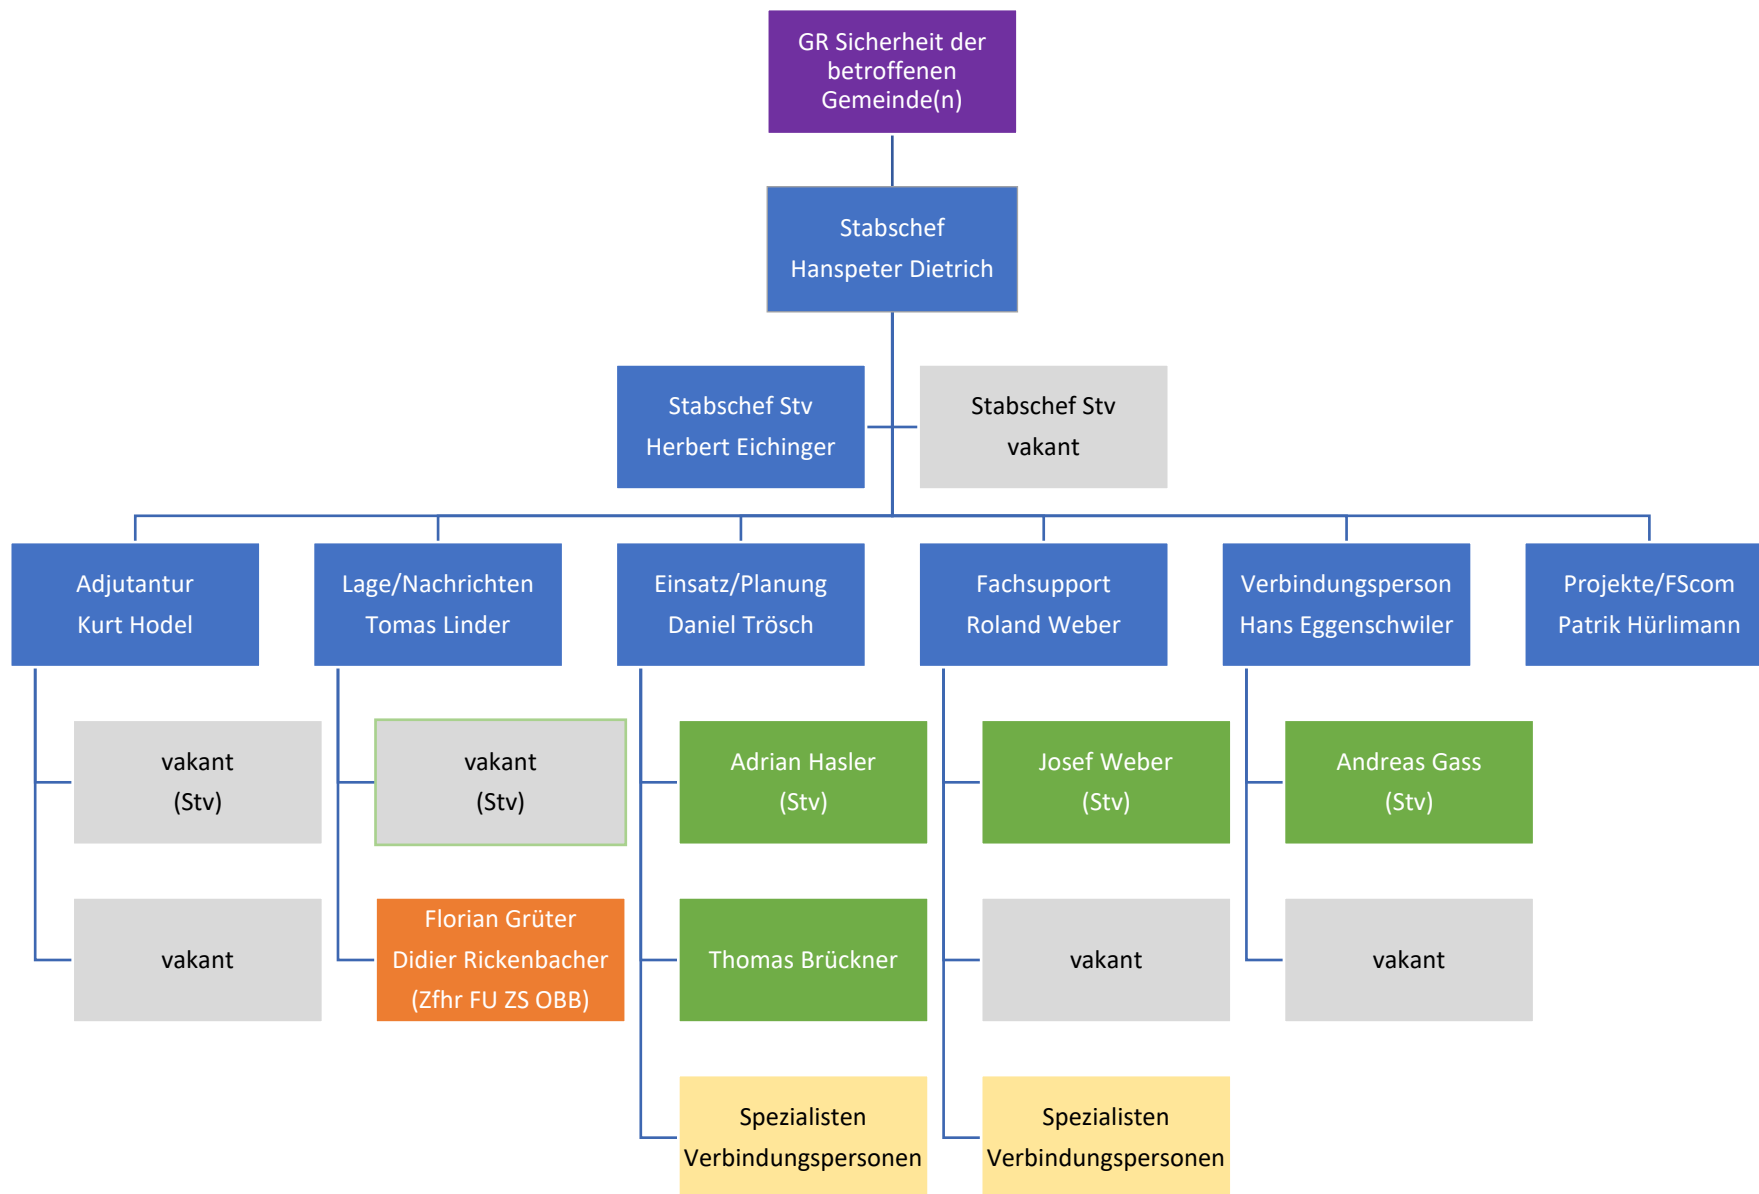 GR Sicherheit der
betroffenen
Gemeinde(n)
Stabschef
Hanspeter Dietrich
Stabschef Stv
Herbert Eichinger
Stabschef Stv
vakant
Adjutantur
Kurt Hodel
Lage/Nachrichten
Tomas Linder
Einsatz/Planung
Daniel Trösch
Fachsupport
Roland Weber
Verbindungsperson
Hans Eggenschwiler
Projekte/FScom
Patrik Hürlimann
vakant
(Stv)
vakant
(Stv)
Adrian Hasler
(Stv)
Josef Weber
(Stv)
Andreas Gass
(Stv)
vakant
Florian Grüter
Didier Rickenbacher
(Zfhr FU ZS OBB)
Thomas Brückner
vakant
vakant
Spezialisten
Verbindungspersonen
Spezialisten
Verbindungspersonen